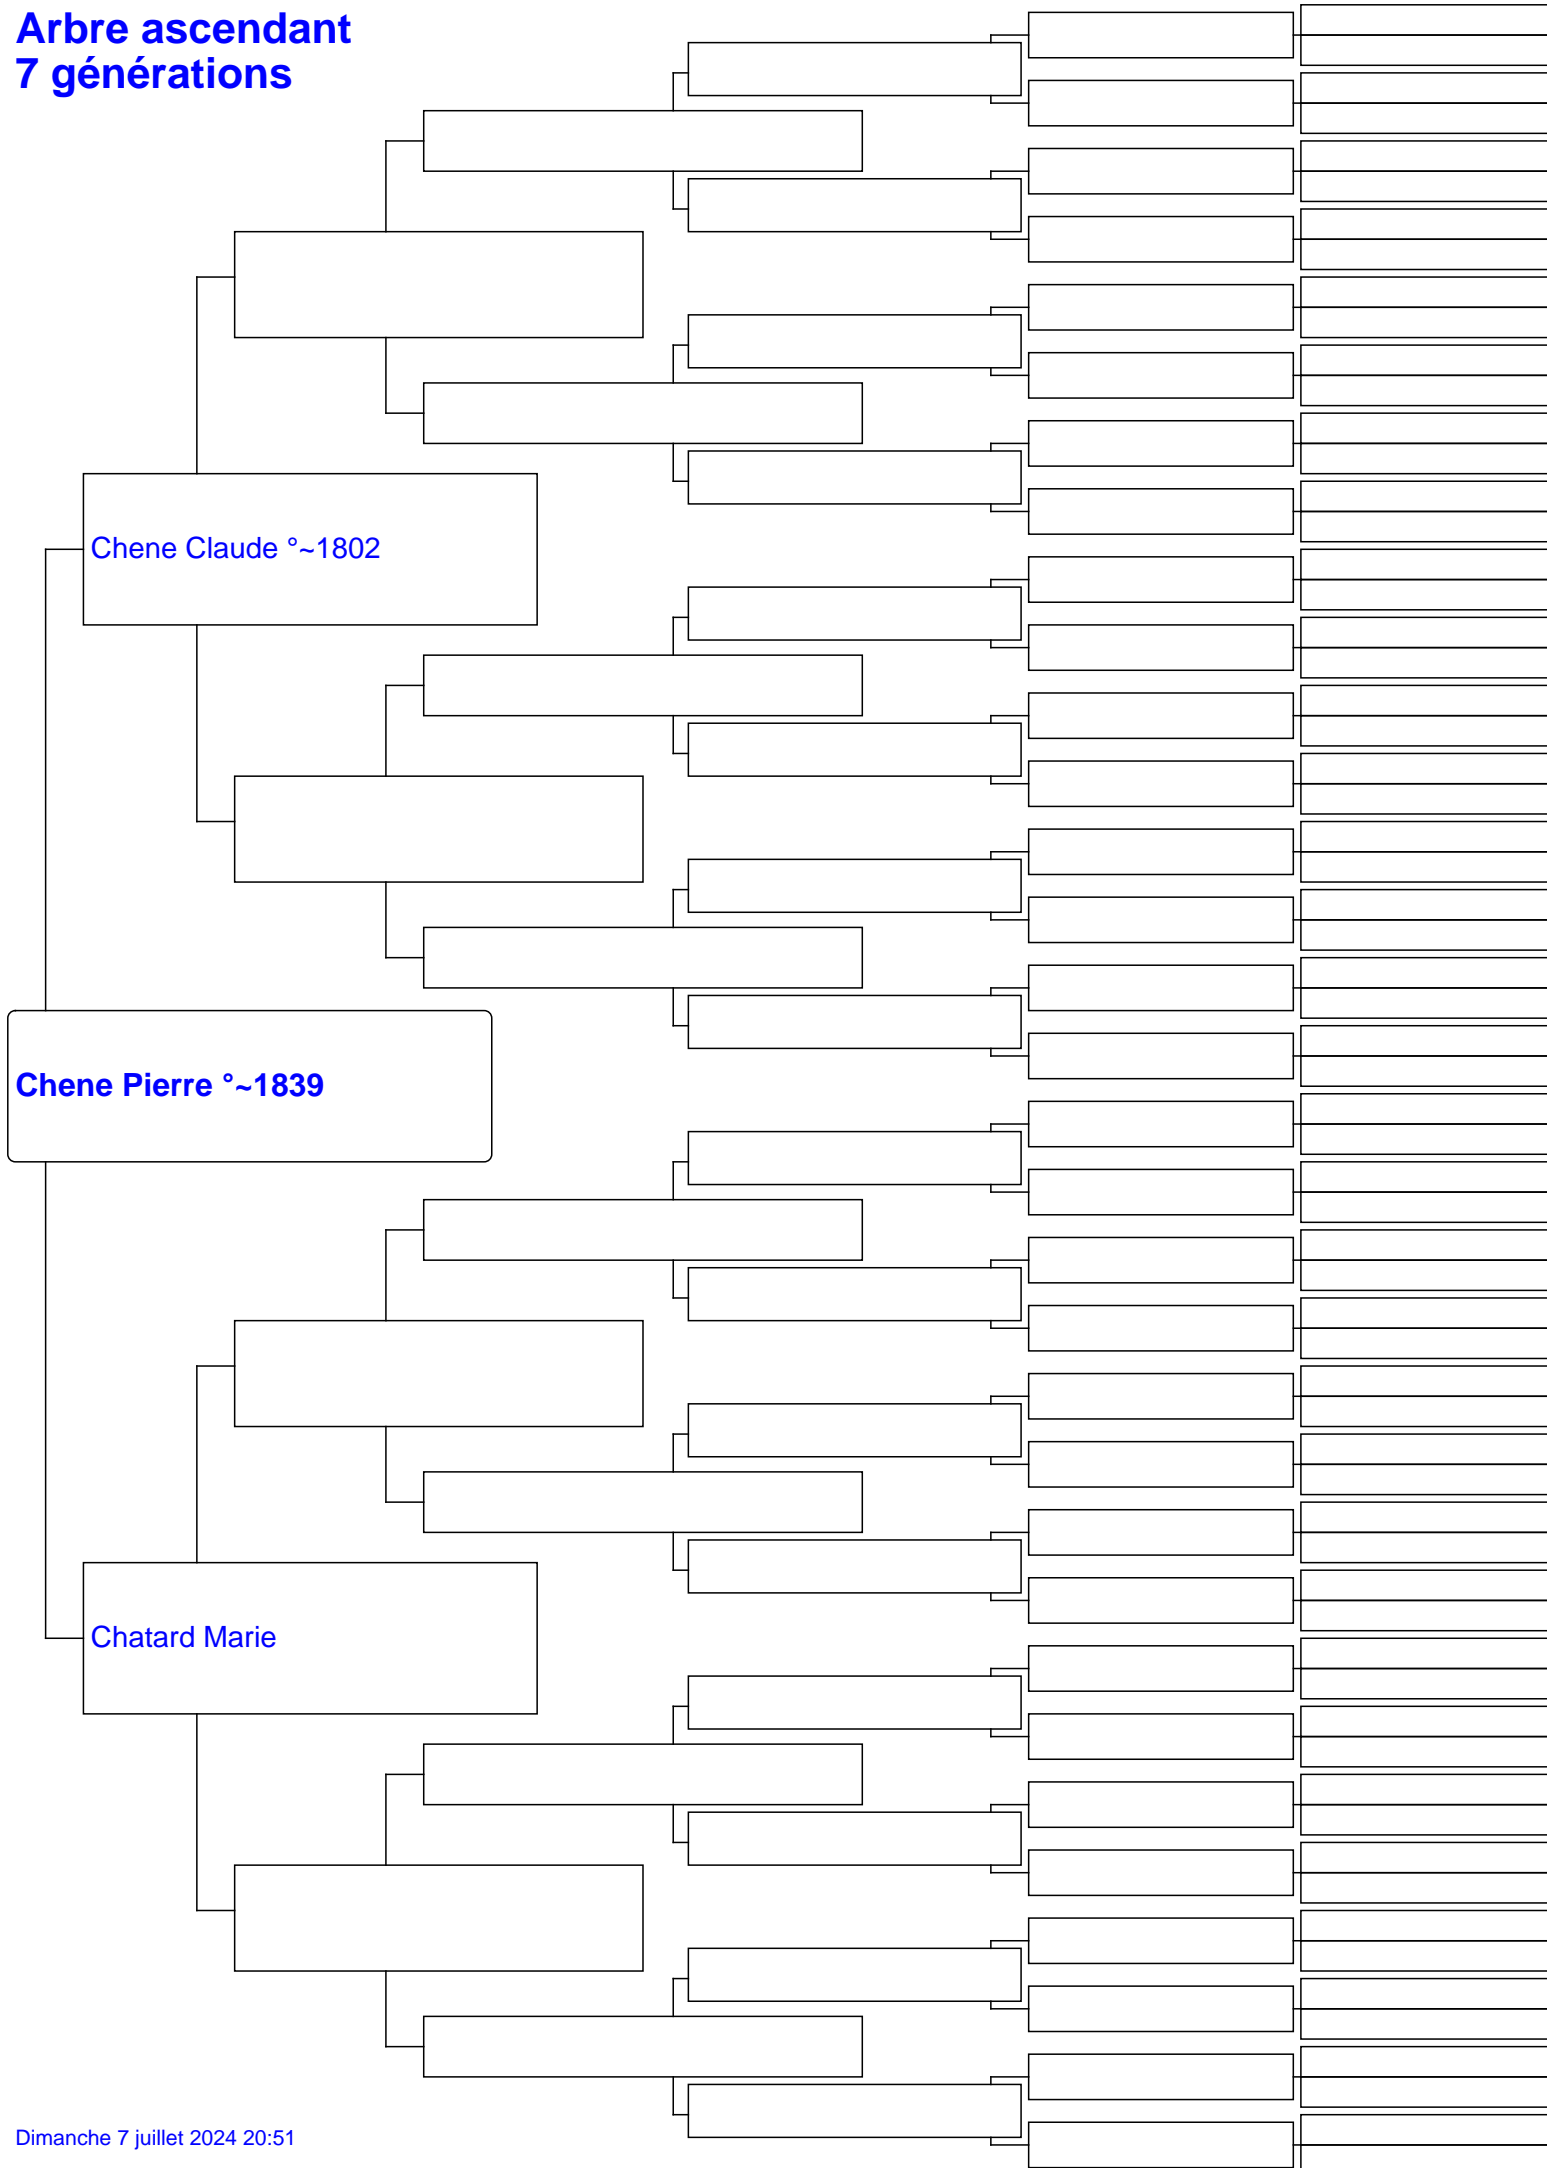 Arbre ascendant
7 générations
Chene Claude °~1802
Chene Pierre °~1839
Chatard Marie
Dimanche 7 juillet 2024 20:51